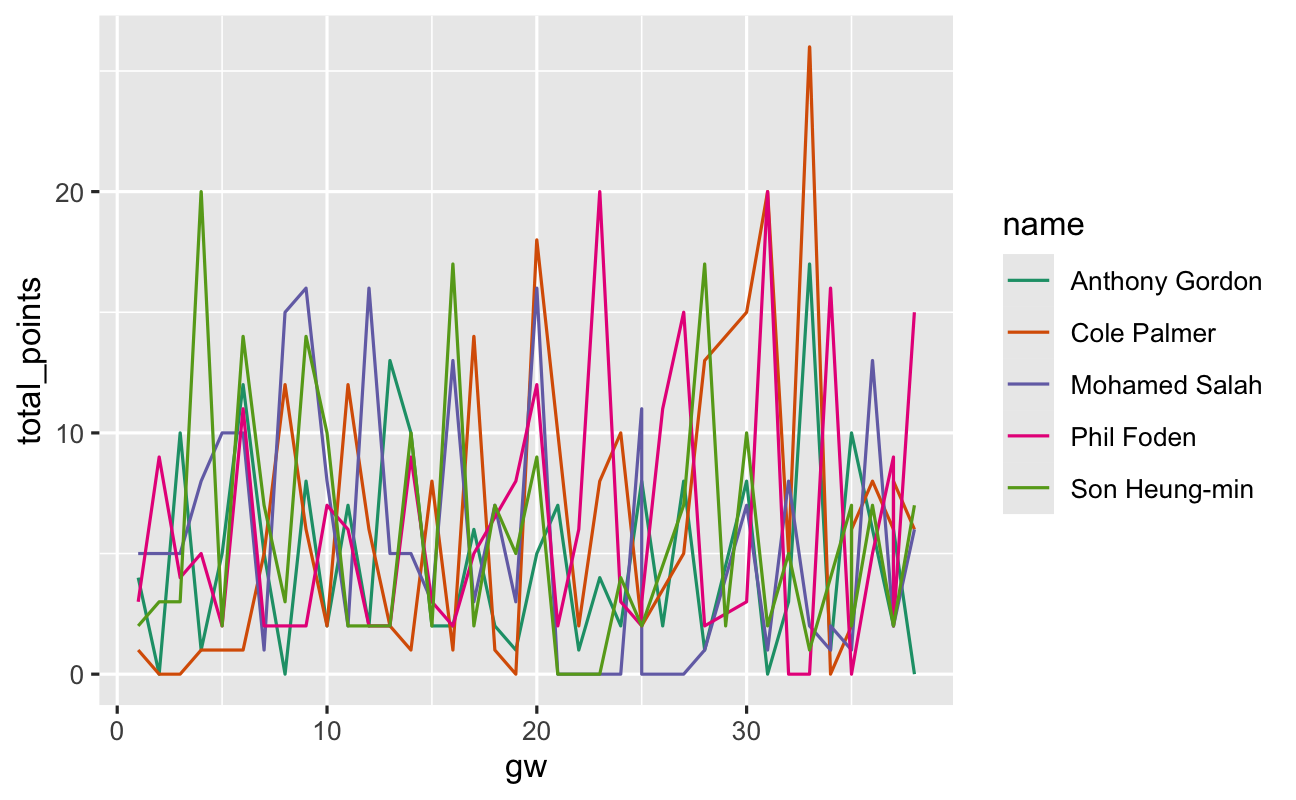 20
10
0
total_points
0
10
20
30
gw
name
Anthony Gordon
Cole Palmer
Mohamed Salah
Phil Foden
Son Heung-min